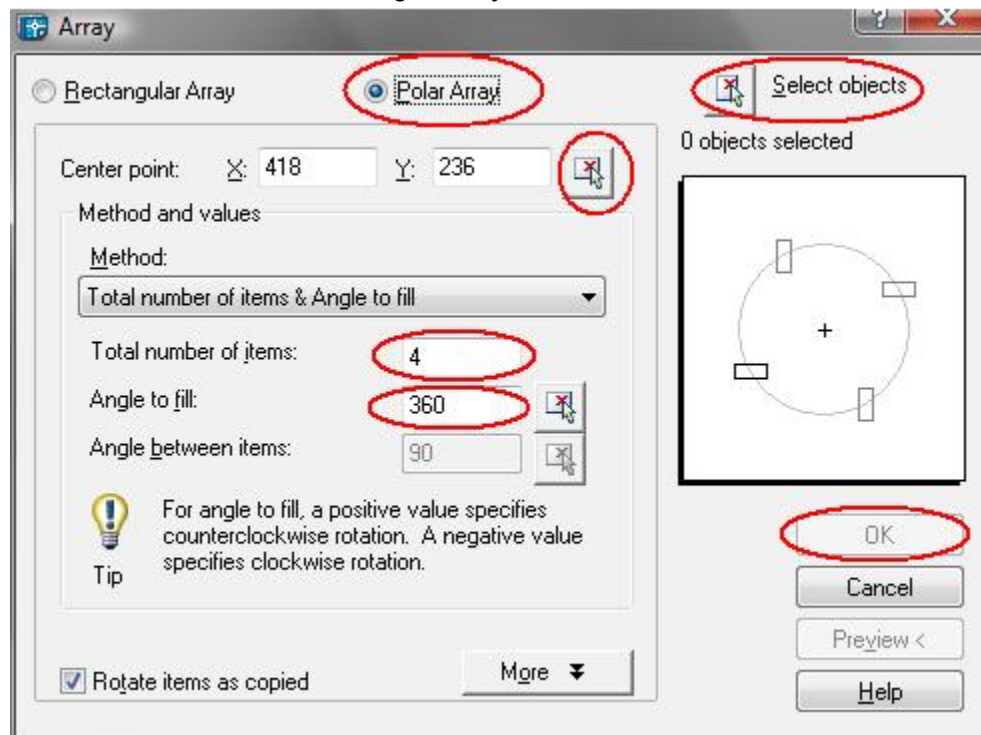 Array
? X
Rectangular Array
Polar Array
Select objects
0 objects selected
Center point: X: 418 Y: 236
Method and values
Method:
Total number of items & Angle to fill
Total number of items: 4
Angle to fill: 360
Angle between items: 90
For angle to fill, a positive value specifies
counterclockwise rotation. A negative value
specifies clockwise rotation.
Tip
OK
Cancel
Preview <
Rotate items as copied
More
Help